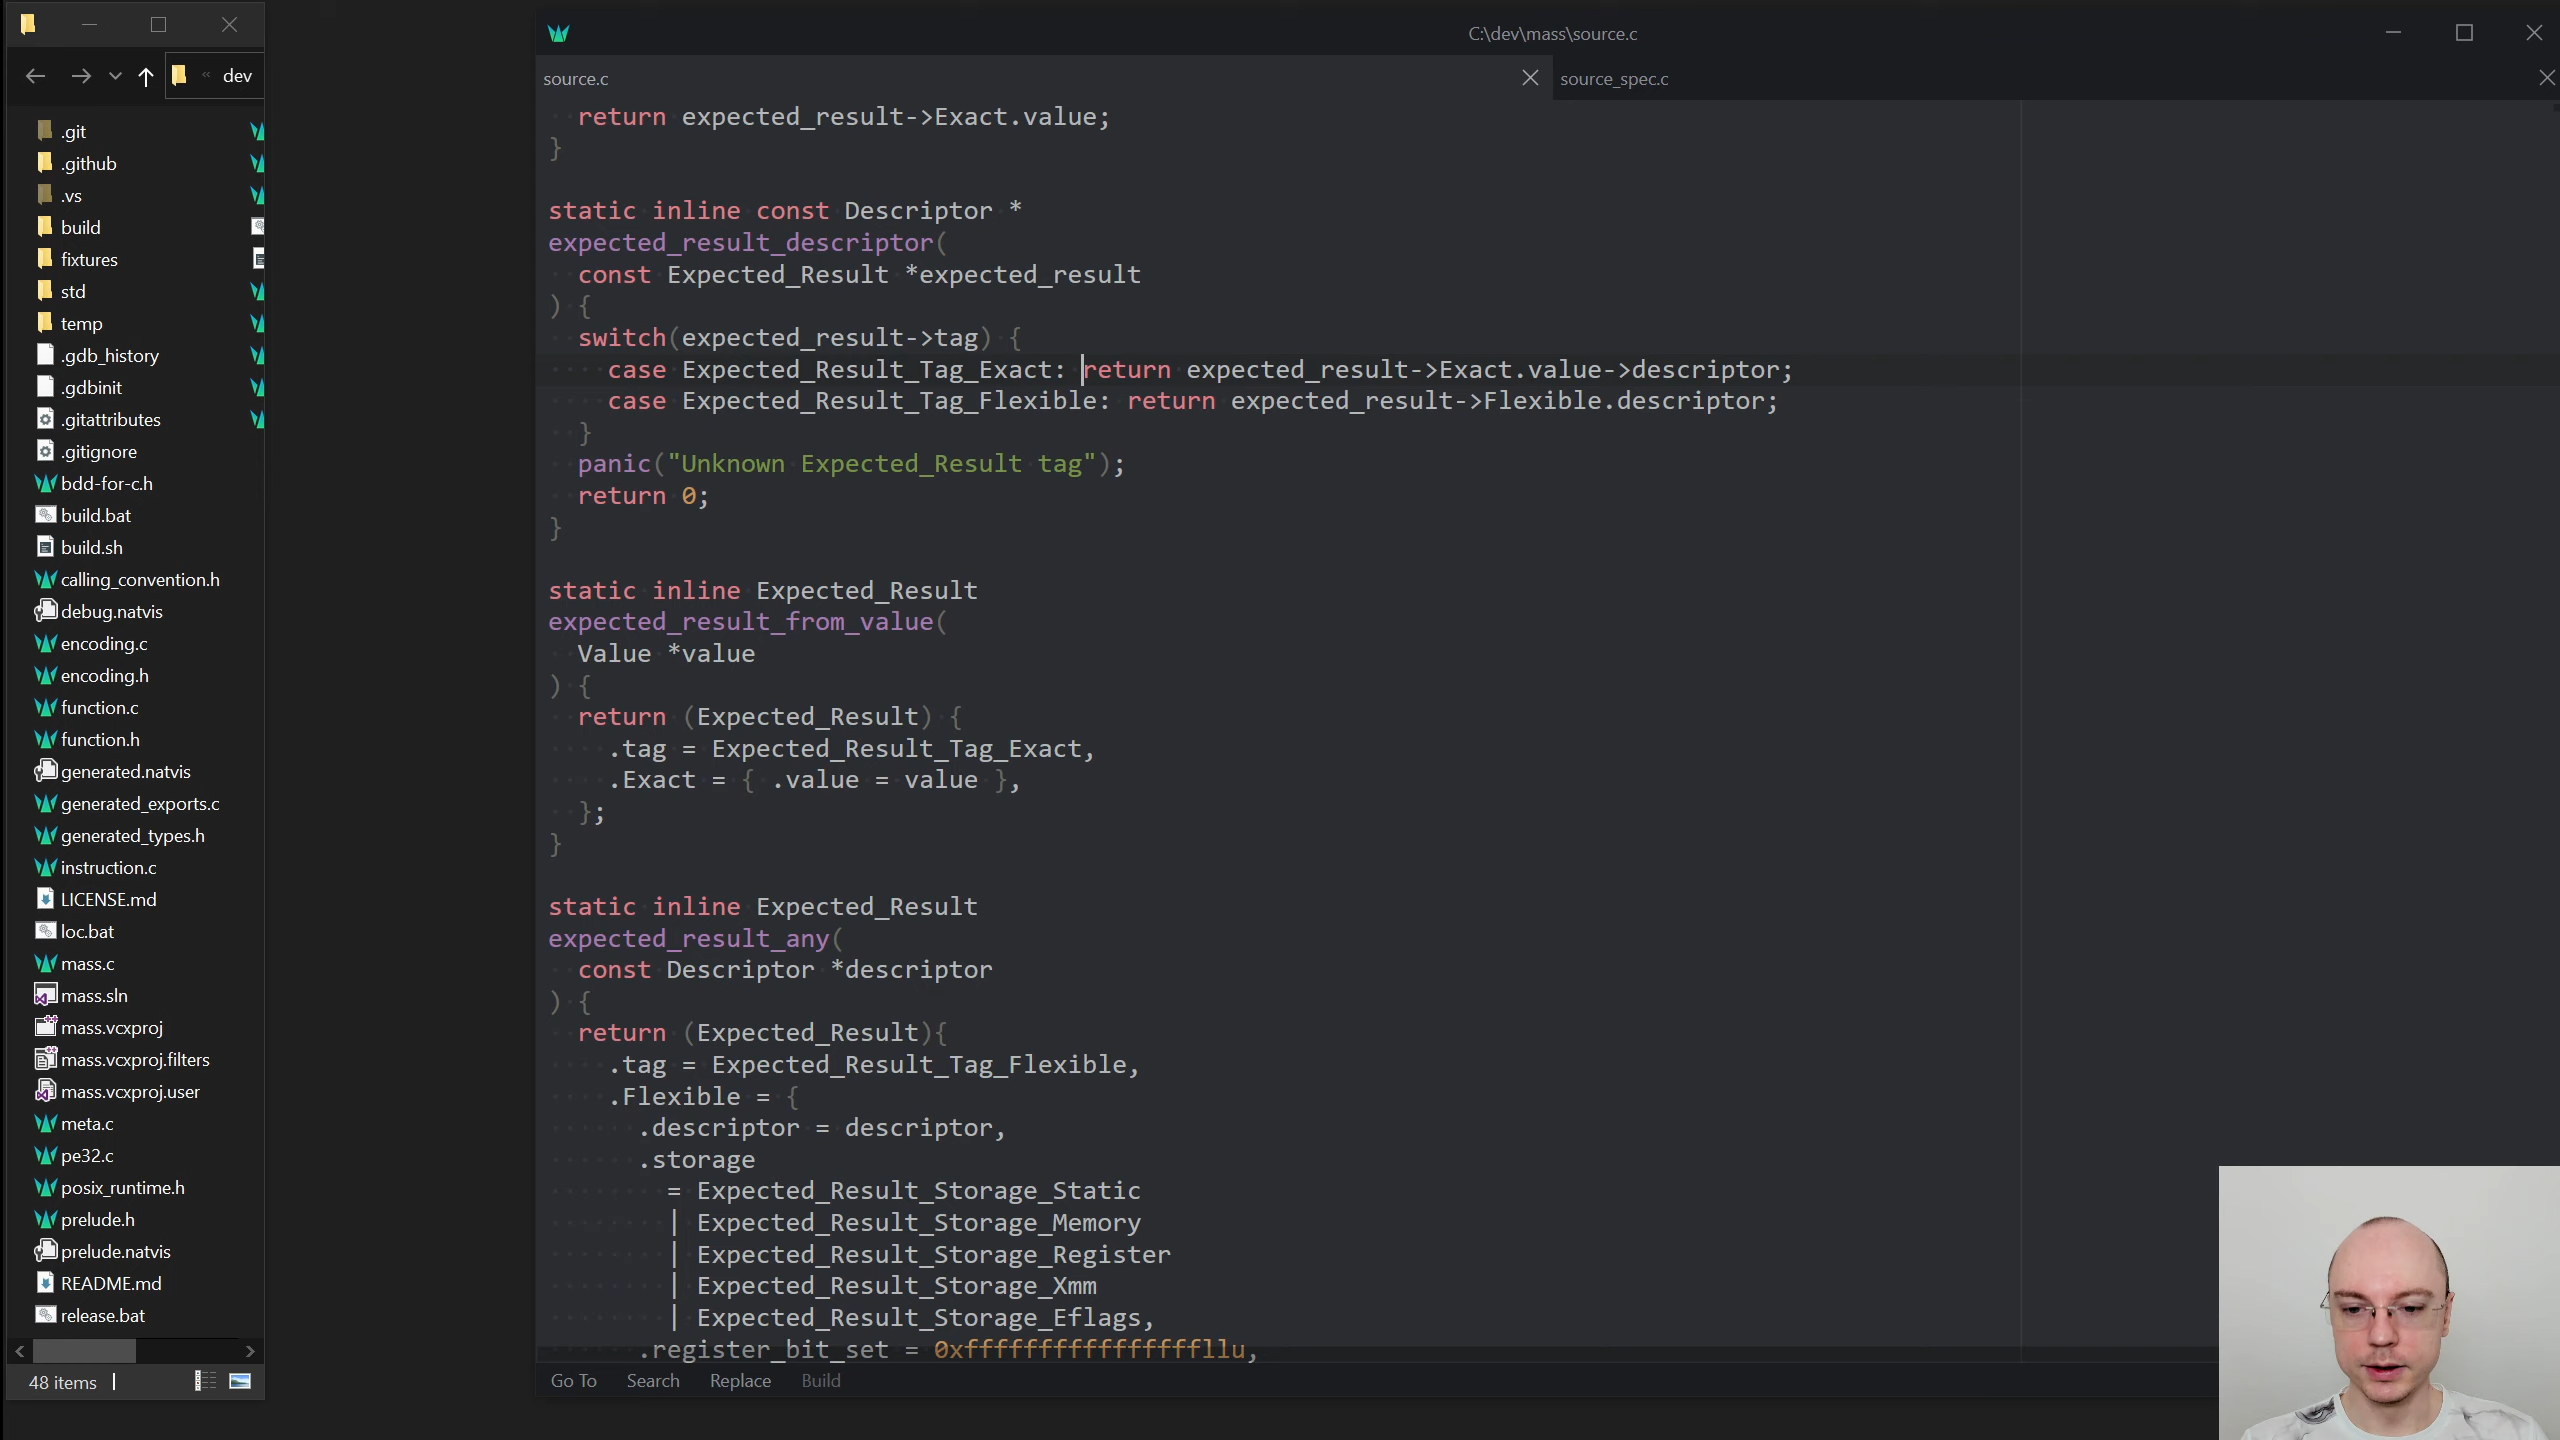 dev
.git
.github
.vs
build
fixtures
std
temp
.gdb_history
.gdbinit
.gitattributes
.gitignore
bdd-for-c.h
build.bat
build.sh
calling_convention.h
debug.natvis
encoding.c
encoding.h
function.c
function.h
generated.natvis
generated_exports.c
generated_types.h
instruction.c
LICENSE.md
loc.bat
mass.c
mass.sln
mass.vcxproj
mass.vcxproj.filters
mass.vcxproj.user
meta.c
pe32.c
posix_runtime.h
prelude.h
prelude.natvis
README.md
release.bat
48 items
C:\dev\mass\source.c
source.c
source_spec.c
return expected_result->Exact.value;
}
static inline const Descriptor *
expected_result_descriptor(
const Expected_Result *expected_result
) {
switch(expected_result->tag) {
case Expected_Result_Tag_Exact: return expected_result->Exact.value->descriptor;
case Expected_Result_Tag_Flexible: return expected_result->Flexible.descriptor;
}
panic("Unknown Expected_Result tag");
return 0;
}
static inline Expected_Result
expected_result_from_value(
Value *value
) {
return (Expected_Result) {
.tag = Expected_Result_Tag_Exact,
.Exact = { .value = value },
};
}
static inline Expected_Result
expected_result_any(
const Descriptor *descriptor
) {
return (Expected_Result){
.tag = Expected_Result_Tag_Flexible,
.Flexible = {
.descriptor = descriptor,
.storage
= Expected_Result_Storage_Static
| Expected_Result_Storage_Memory
| Expected_Result_Storage_Register
| Expected_Result_Storage_Xmm
| Expected_Result_Storage_Eflags,
.register_bit_set = 0xffffffffffffffffllu,
Go To Search Replace Build